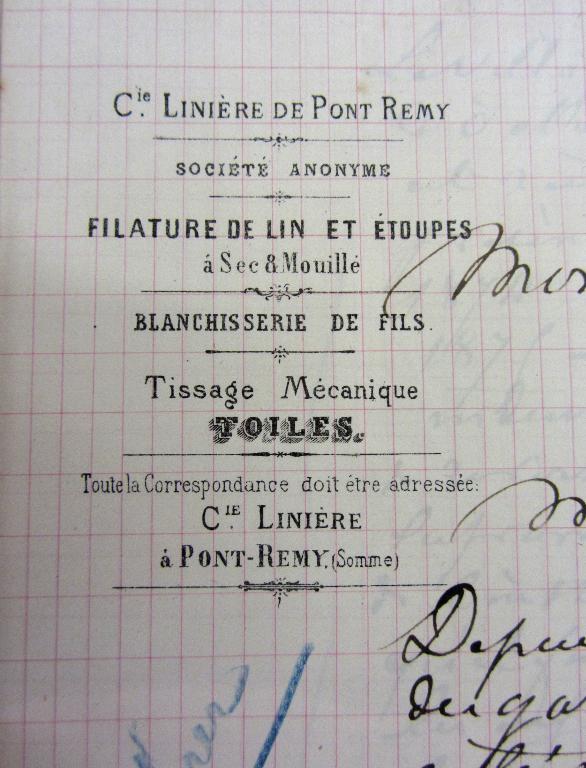 Cie. LINIÈRE DE PONT REMY
SOCIÉTÉ ANONYME
FILATURE DE LIN ET ÉTOUPES
á Sec & Mouillé
BLANCHISSERIE DE FILS.
Tissage Mécanique
TOILES.
Toute la Correspondance doit étre adressée:
CIE. LINIÈRE
á PONT-REMY, (Somme)